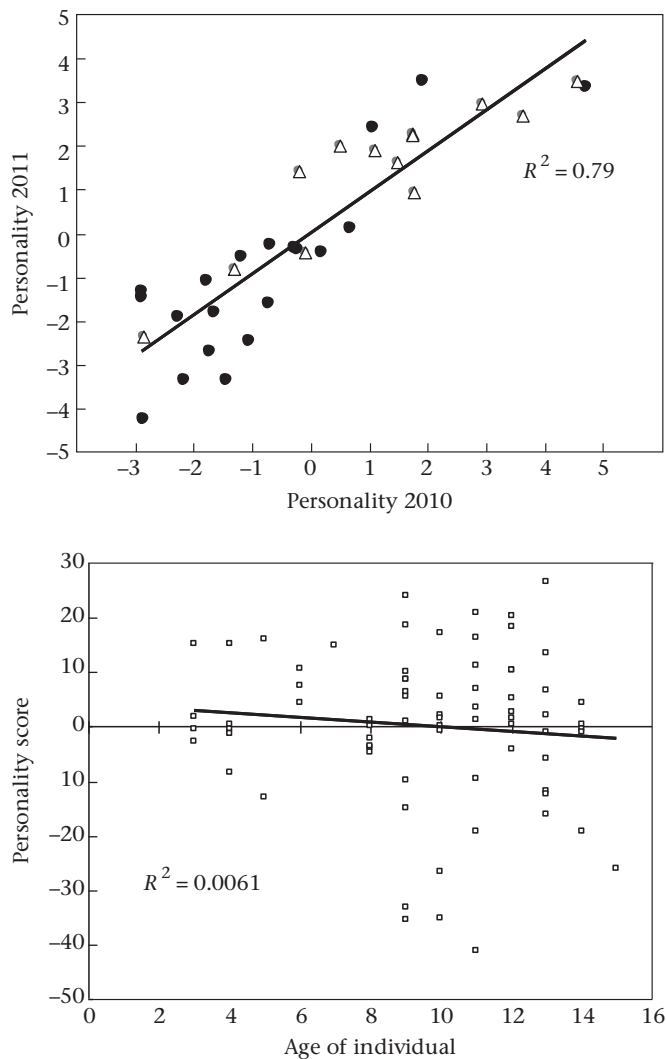 5
4
3
2
1
0
−1
−2
−3
−4
−5
Personality 2011
R² = 0.79
−3 −2 −1 0 1 2 3 4 5
Personality 2010
30
20
10
0
10
−20
−30
−40
−50
Personality score
R² = 0.0061
0 2 4 6 8 10 12 14 16
Age of individual